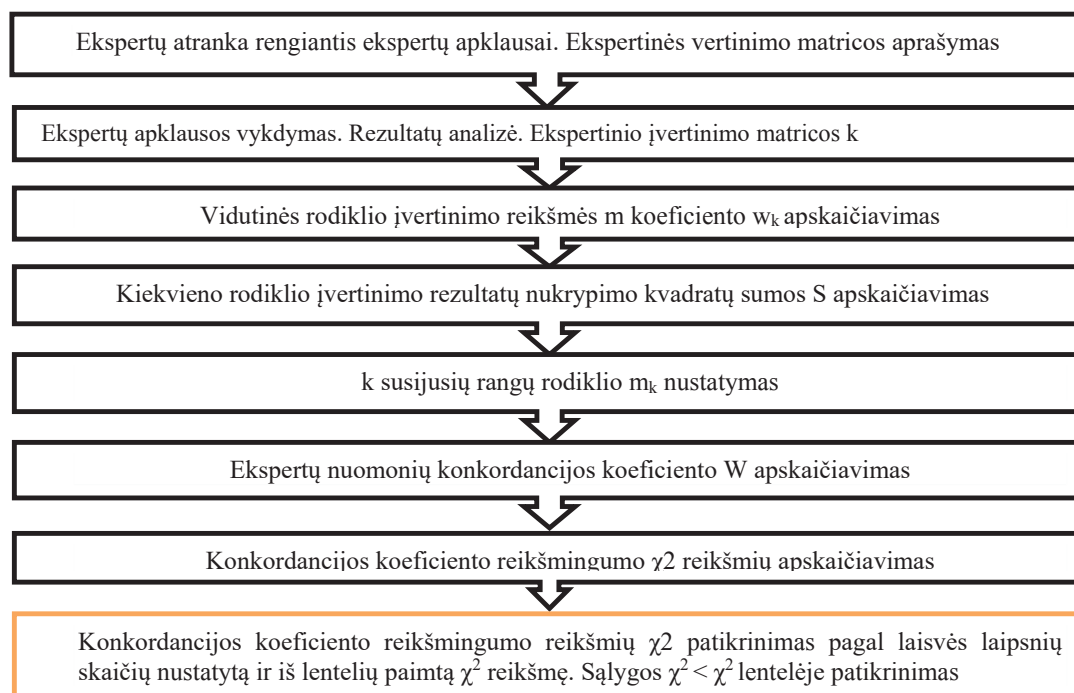 Ekspertų atranka rengiantis ekspertų apklausai. Ekspertinės vertinimo matricos aprašymas
Ekspertų apklausos vykdymas. Rezultatų analizė. Ekspertinio įvertinimo matricos k
Vidutinės rodiklio įvertinimo reikšmės m koeficiento wₖ apskaičiavimas
Kiekvieno rodiklio įvertinimo rezultatų nukrypimo kvadratų sumos S apskaičiavimas
k susijusių rangų rodiklio mₖ nustatymas
Ekspertų nuomonių konkordancijos koeficiento W apskaičiavimas
Konkordancijos koeficiento reikšmingumo χ2 reikšmių apskaičiavimas
Konkordancijos koeficiento reikšmingumo reikšmių χ2 patikrinimas pagal laisvės laipsnių
skaičių nustatytą ir iš lentelių paimtą χ² reikšmę. Sąlygos χ² < χ² lentelėje patikrinimas